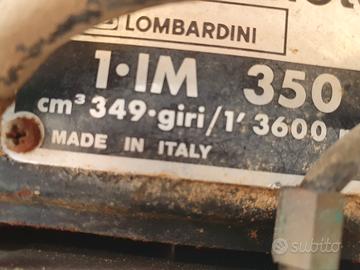 LOMBARDINI
1·IM 350
cm³ 349·giri/1' 3600
MADE IN ITALY
subito